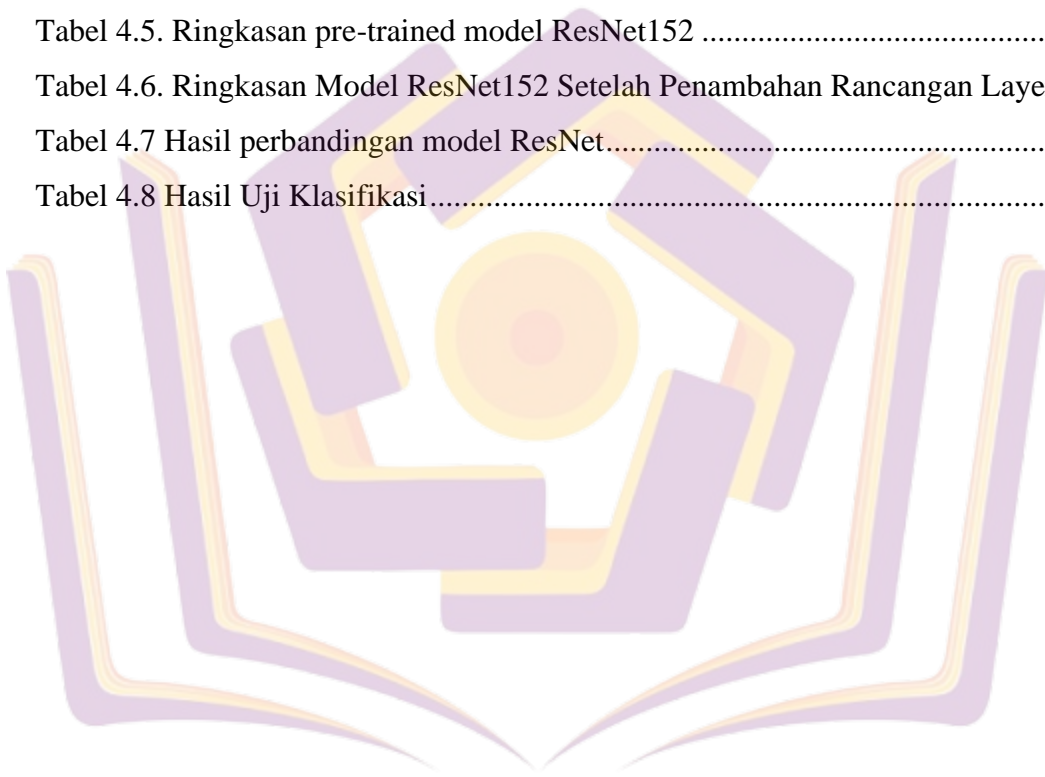 Tabel 4.5. Ringkasan pre-trained model ResNet152 ...........................................
Tabel 4.6. Ringkasan Model ResNet152 Setelah Penambahan Rancangan Laye
Tabel 4.7 Hasil perbandingan model ResNet.......................................................
Tabel 4.8 Hasil Uji Klasifikasi.............................................................................